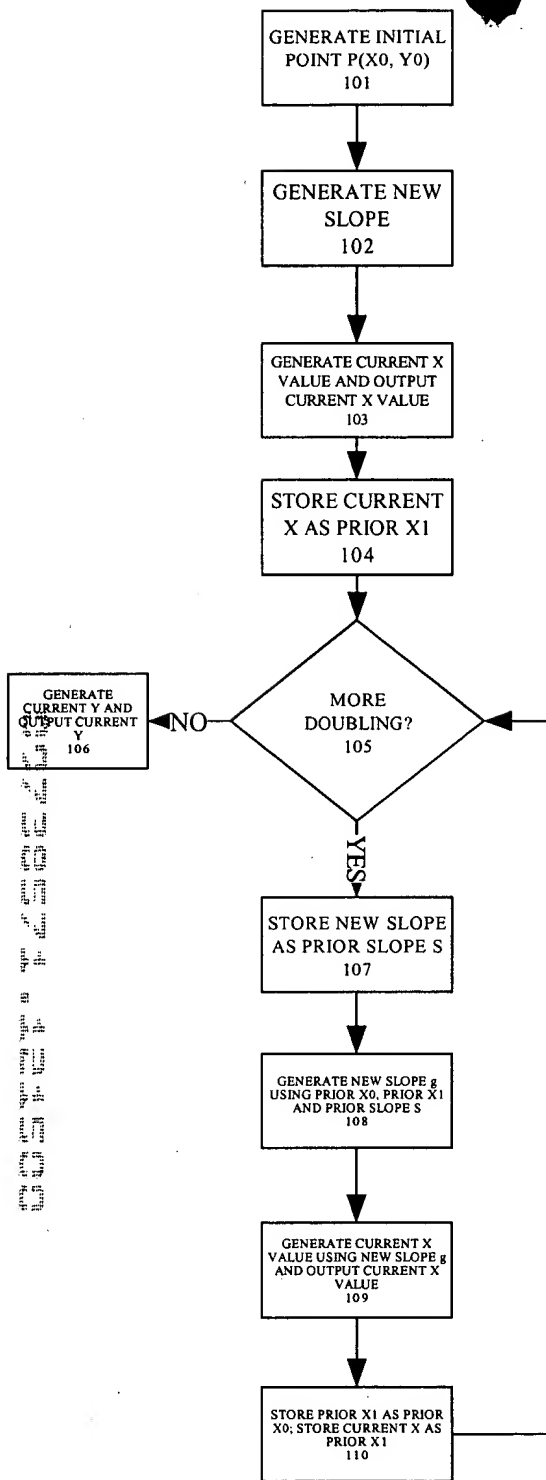 GENERATE INITIAL
POINT P(X0, Y0)
101
GENERATE NEW
SLOPE
102
GENERATE CURRENT X
VALUE AND OUTPUT
CURRENT X VALUE
103
STORE CURRENT
X AS PRIOR X1
104
MORE
DOUBLING?
105
NO
GENERATE
CURRENT Y AND
OUTPUT CURRENT
Y
106
YES
STORE NEW SLOPE
AS PRIOR SLOPE S
107
GENERATE NEW SLOPE g
USING PRIOR X0, PRIOR X1
AND PRIOR SLOPE S
108
GENERATE CURRENT X
VALUE USING NEW SLOPE g
AND OUTPUT CURRENT X
VALUE
109
STORE PRIOR X1 AS PRIOR
X0; STORE CURRENT X AS
PRIOR X1
110